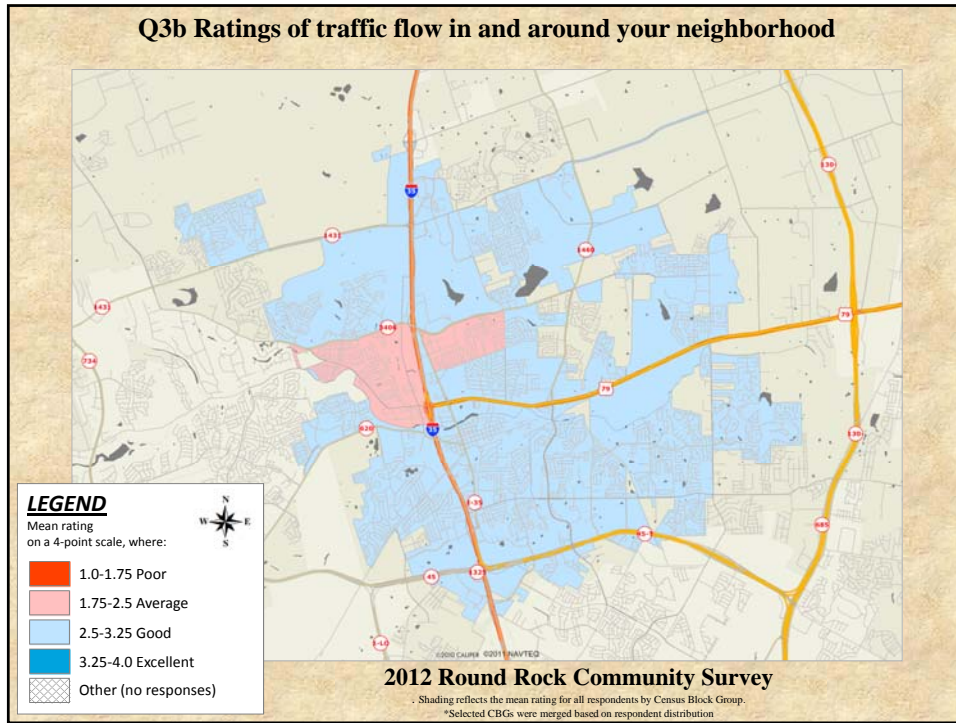 Q3b Ratings of traffic flow in and around your neighborhood
130
35
1431
1460
1431
79
3406
734
79
620
35
130
1-35
685
45-T
1325
45
1-LO
LEGEND
Mean rating
on a 4-point scale, where:
N
W E
S
1.0-1.75 Poor
1.75-2.5 Average
2.5-3.25 Good
3.25-4.0 Excellent
Other (no responses)
©2010 CALIPER ©2011 NAVTEQ
2012 Round Rock Community Survey
. Shading reflects the mean rating for all respondents by Census Block Group.
*Selected CBGs were merged based on respondent distribution